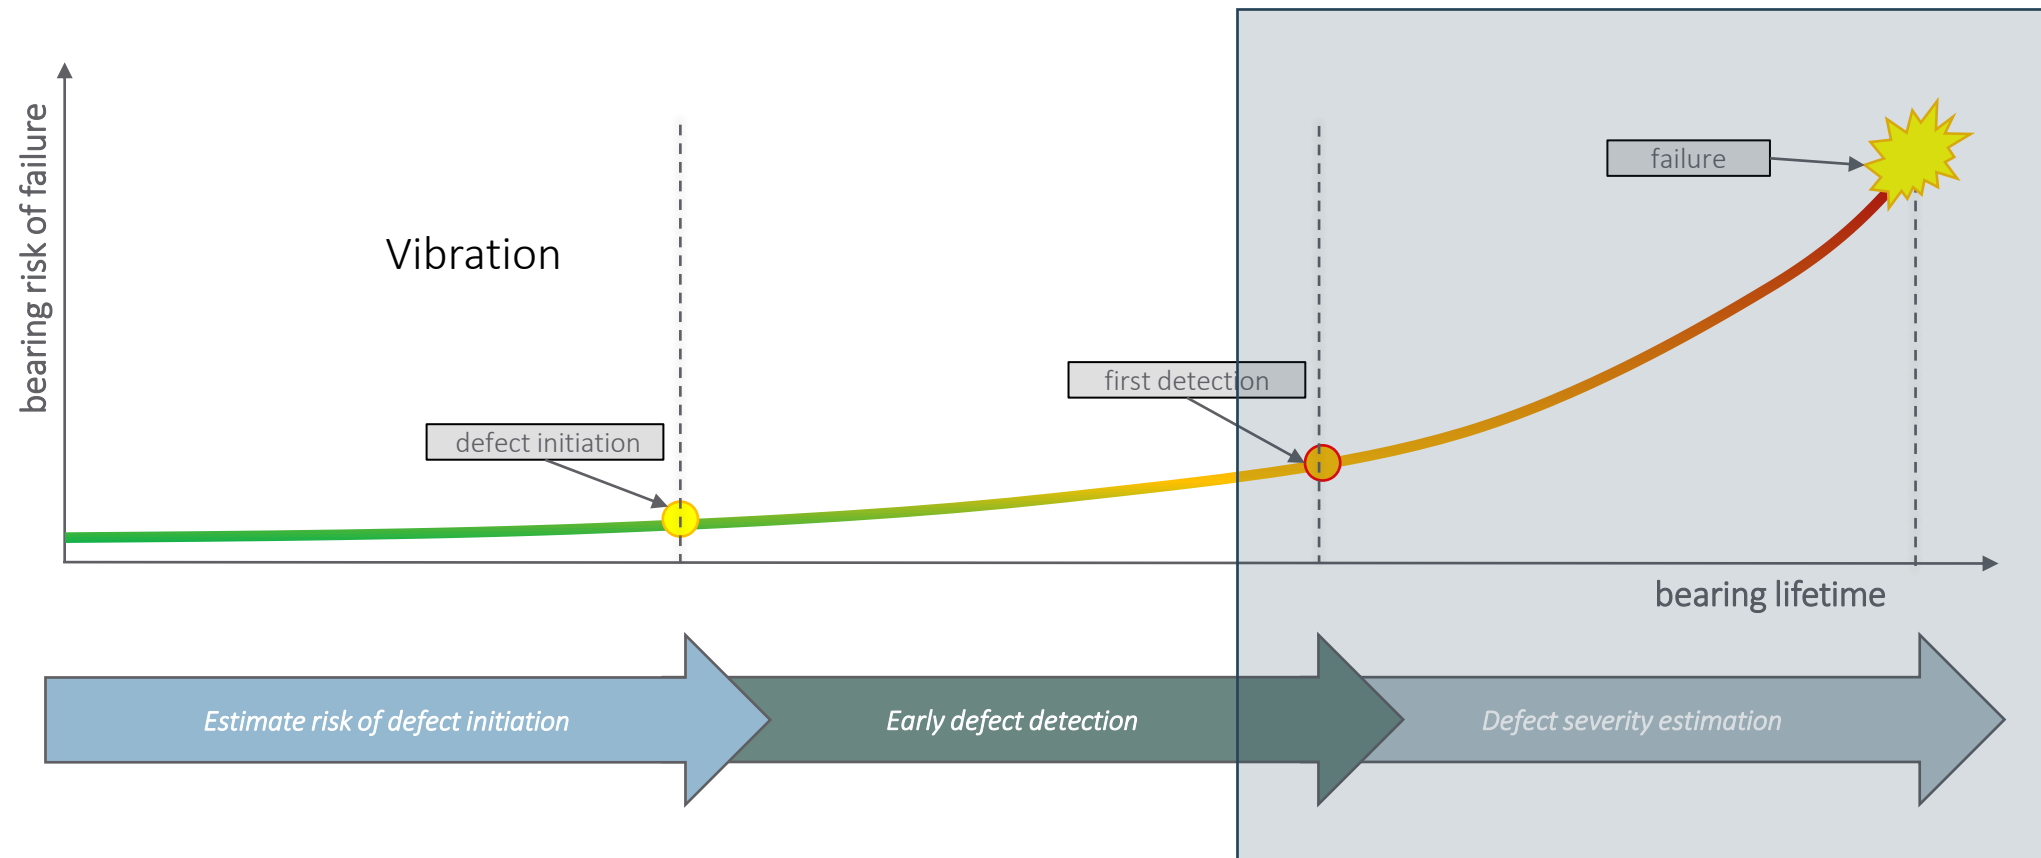 bearing risk of failure
Vibration
failure
first detection
defect initiation
bearing lifetime
Estimate risk of defect initiation
Early defect detection
Defect severity estimation